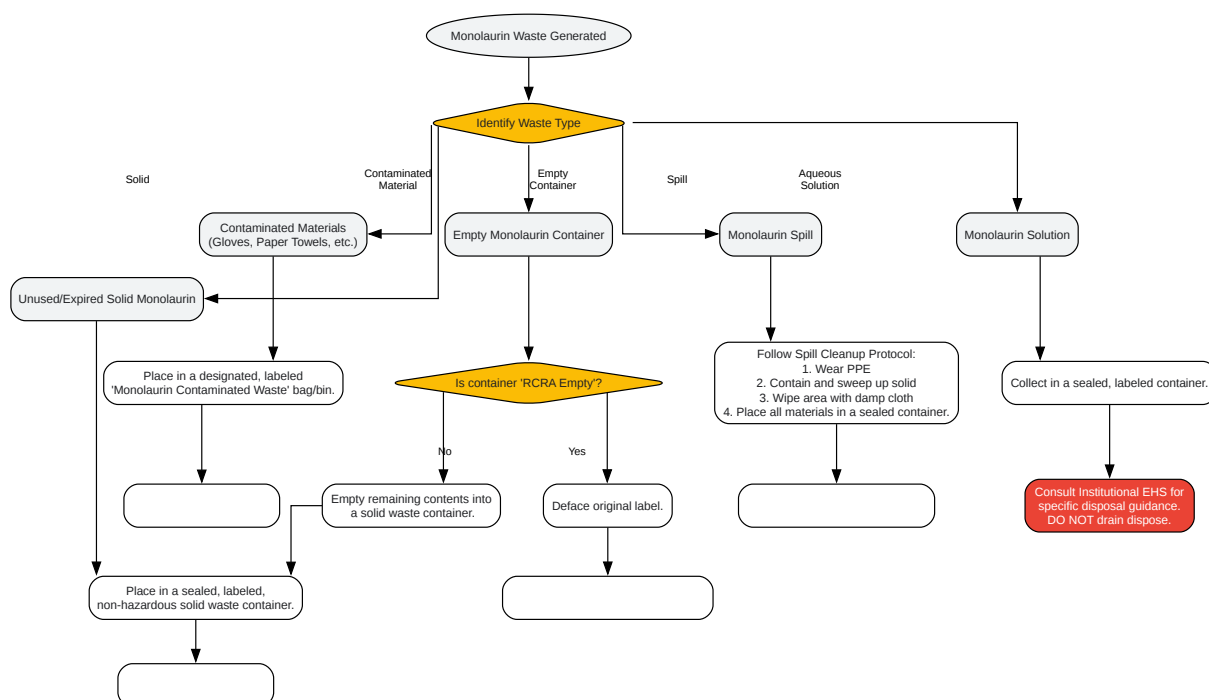 Monolaurin Waste Generated
Identify Waste Type
Solid
Contaminated
Material
Empty
Container
Spill
Aqueous
Solution
Contaminated Materials
(Gloves, Paper Towels, etc.)
Empty Monolaurin Container
Monolaurin Spill
Monolaurin Solution
Unused/Expired Solid Monolaurin
Place in a designated, labeled
'Monolaurin Contaminated Waste' bag/bin.
Is container 'RCRA Empty'?
Follow Spill Cleanup Protocol:
1. Wear PPE
2. Contain and sweep up solid
3. Wipe area with damp cloth
4. Place all materials in a sealed container.
Collect in a sealed, labeled container.
No
Yes
Empty remaining contents into
a solid waste container.
Deface original label.
Consult Institutional EHS for
specific disposal guidance.
DO NOT drain dispose.
Place in a sealed, labeled,
non-hazardous solid waste container.